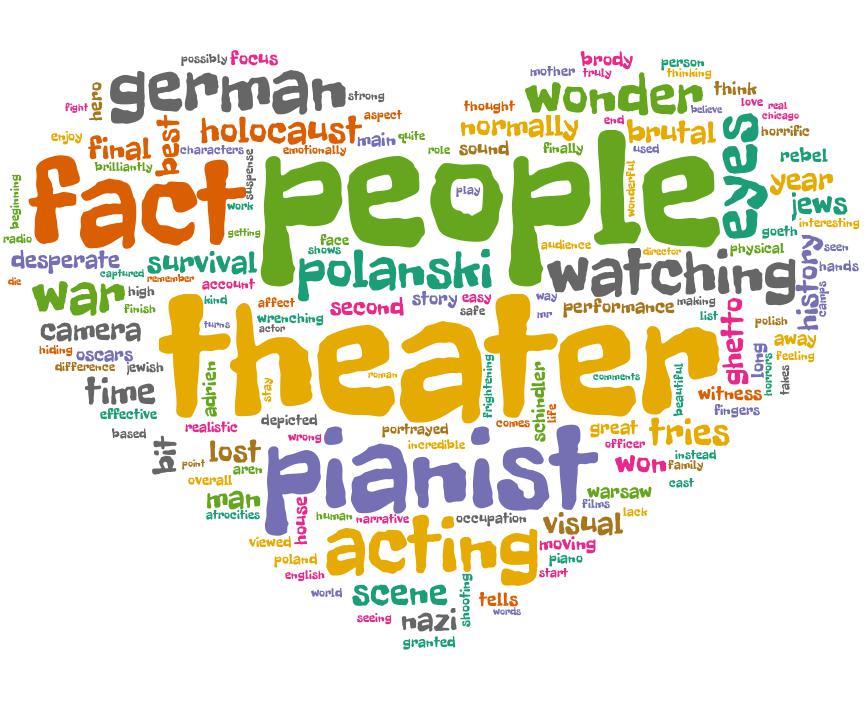 possibly focus
brody person
mother truly thinking
german strong
wonder think
hero
fight
thought believe love real
aspect chicago
holocaust main quite
normally end brutal horrific
enjoy final best characters emotionally
role sound finally used eyes rebel
brilliantly suspense
fact people
play wonderful year
beginning work jews
radio getting face audience goeth interesting
desperate captured survival shows polanski director physical history seen
die remember account watching hands
camps
war high kind affect second story easy way performance making
finish wrenching safe mr list polish
camera turns actor theater ghetto away
hiding oscars long feeling
difference jewish adrien stay roman frightening comments beautiful horrors takes
time schindler life witness
effective realistic depicted comes fingers
based wrong portrayed great officer tries
bit lost incredible instead
point aren pianist won family
overall cast
man warsaw
atrocities house films lack
human narrative occupation visual
viewed acting moving
poland piano
english start
world scene shooting tells
seeing nazi words
granted